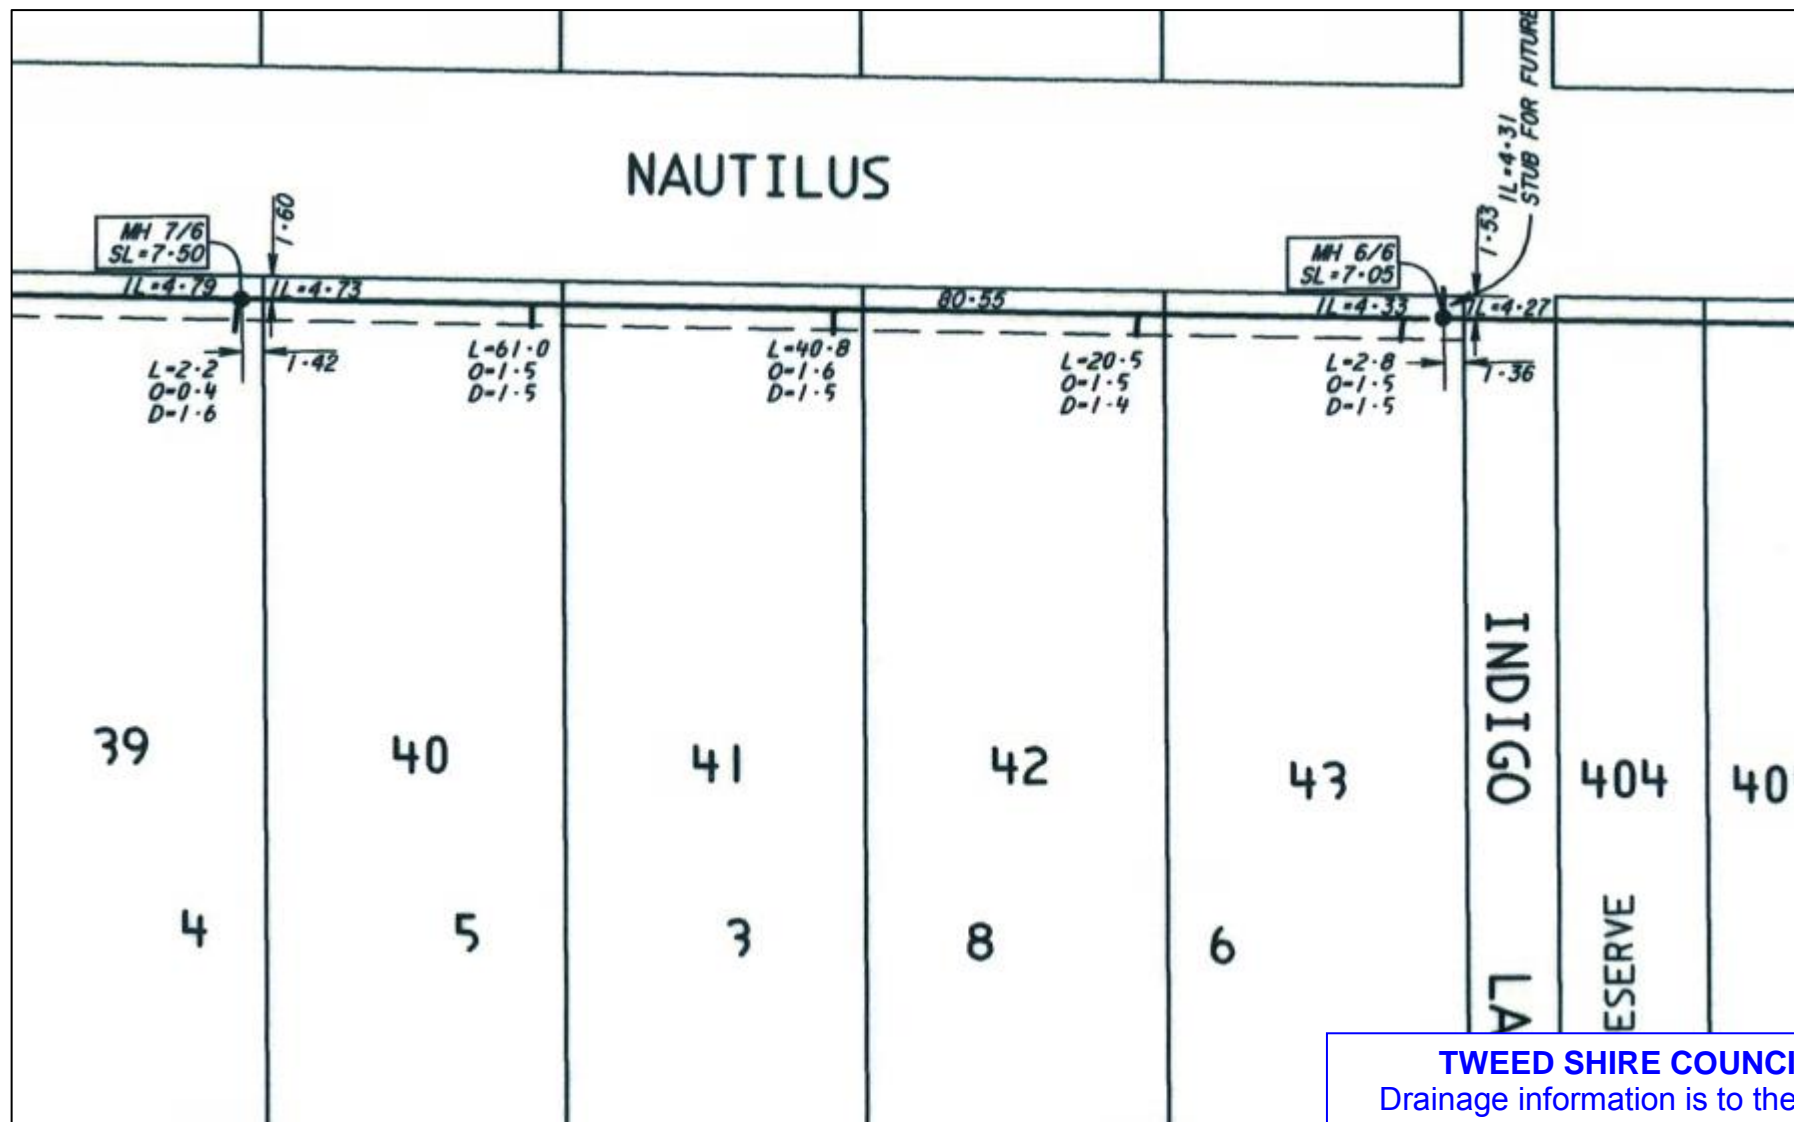 IL=4·31
STUB FOR FUTURE
NAUTILUS
1·60
1·53
MH 7/6
SL=7·50
MH 6/6
SL=7·05
IL=4·79
IL=4·73
80·55
IL=4·33
IL=4·27
L=2·2
O=0·4
D=1·6
1·42
L=61·0
O=1·5
D=1·5
L=40·8
O=1·6
D=1·5
L=20·5
O=1·5
D=1·4
L=2·8
O=1·5
D=1·5
1·36
39
40
41
42
43
INDIGO
LA
404
40
4
5
3
8
6
ESERVE
TWEED SHIRE COUNCI
Drainage information is to the